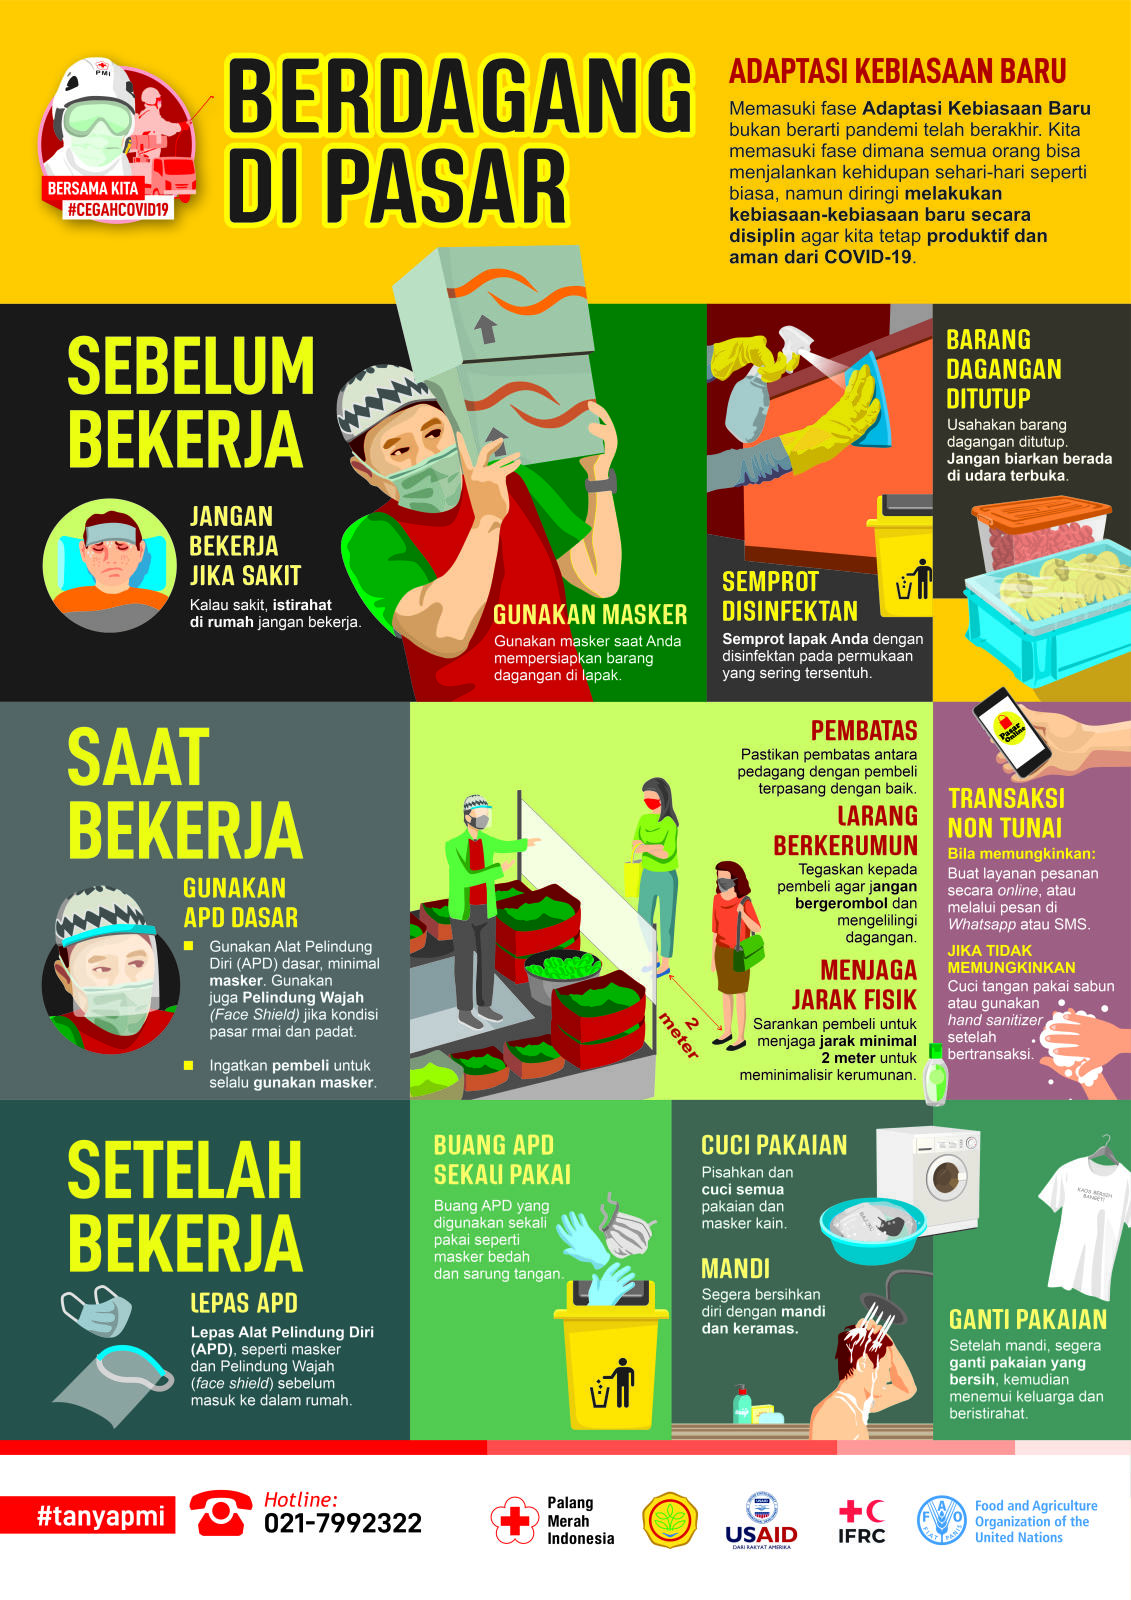 PMI
BERSAMA KITA
#CEGAHCOVID19
BERDAGANG
DI PASAR
ADAPTASI KEBIASAAN BARU
Memasuki fase Adaptasi Kebiasaan Baru
bukan berarti pandemi telah berakhir. Kita
memasuki fase dimana semua orang bisa
menjalankan kehidupan sehari-hari seperti
biasa, namun diringi melakukan
kebiasaan-kebiasaan baru secara
disiplin agar kita tetap produktif dan
aman dari COVID-19.
SEBELUM
BEKERJA
JANGAN
BEKERJA
JIKA SAKIT
Kalau sakit, istirahat
di rumah jangan bekerja.
GUNAKAN MASKER
Gunakan masker saat Anda
mempersiapkan barang
dagangan di lapak.
SEMPROT
DISINFEKTAN
Semprot lapak Anda dengan
disinfektan pada permukaan
yang sering tersentuh.
BARANG
DAGANGAN
DITUTUP
Usahakan barang
dagangan ditutup.
Jangan biarkan berada
di udara terbuka.
SAAT
BEKERJA
GUNAKAN
APD DASAR
Gunakan Alat Pelindung
Diri (APD) dasar, minimal
masker. Gunakan
juga Pelindung Wajah
(Face Shield) jika kondisi
pasar rmai dan padat.
Ingatkan pembeli untuk
selalu gunakan masker.
PEMBATAS
Pastikan pembatas antara
pedagang dengan pembeli
terpasang dengan baik.
LARANG
BERKERUMUN
Tegaskan kepada
pembeli agar jangan
bergerombol dan
mengelilingi
dagangan.
MENJAGA
JARAK FISIK
Sarankan pembeli untuk
menjaga jarak minimal
2 meter untuk
meminimalisir kerumunan.
2
meter
Pasar
Online
TRANSAKSI
NON TUNAI
Bila memungkinkan:
Buat layanan pesanan
secara online, atau
melalui pesan di
Whatsapp atau SMS.
JIKA TIDAK
MEMUNGKINKAN
Cuci tangan pakai sabun
atau gunakan
hand sanitizer
setelah
bertransaksi.
SETELAH
BEKERJA
LEPAS APD
Lepas Alat Pelindung Diri
(APD), seperti masker
dan Pelindung Wajah
(face shield) sebelum
masuk ke dalam rumah.
BUANG APD
SEKALI PAKAI
Buang APD yang
digunakan sekali
pakai seperti
masker bedah
dan sarung tangan.
CUCI PAKAIAN
Pisahkan dan
cuci semua
pakaian dan
masker kain.
MANDI
Segera bersihkan
diri dengan mandi
dan keramas.
KAOS BERSIH
BANGET!
GANTI PAKAIAN
Setelah mandi, segera
ganti pakaian yang
bersih, kemudian
menemui keluarga dan
beristirahat.
#tanyapmi
Hotline:
021-7992322
Palang
Merah
Indonesia
USAID
USAID
DARI RAKYAT AMERIKA
IFRC
F A O
FIAT PANIS
Food and Agriculture
Organization of the
United Nations